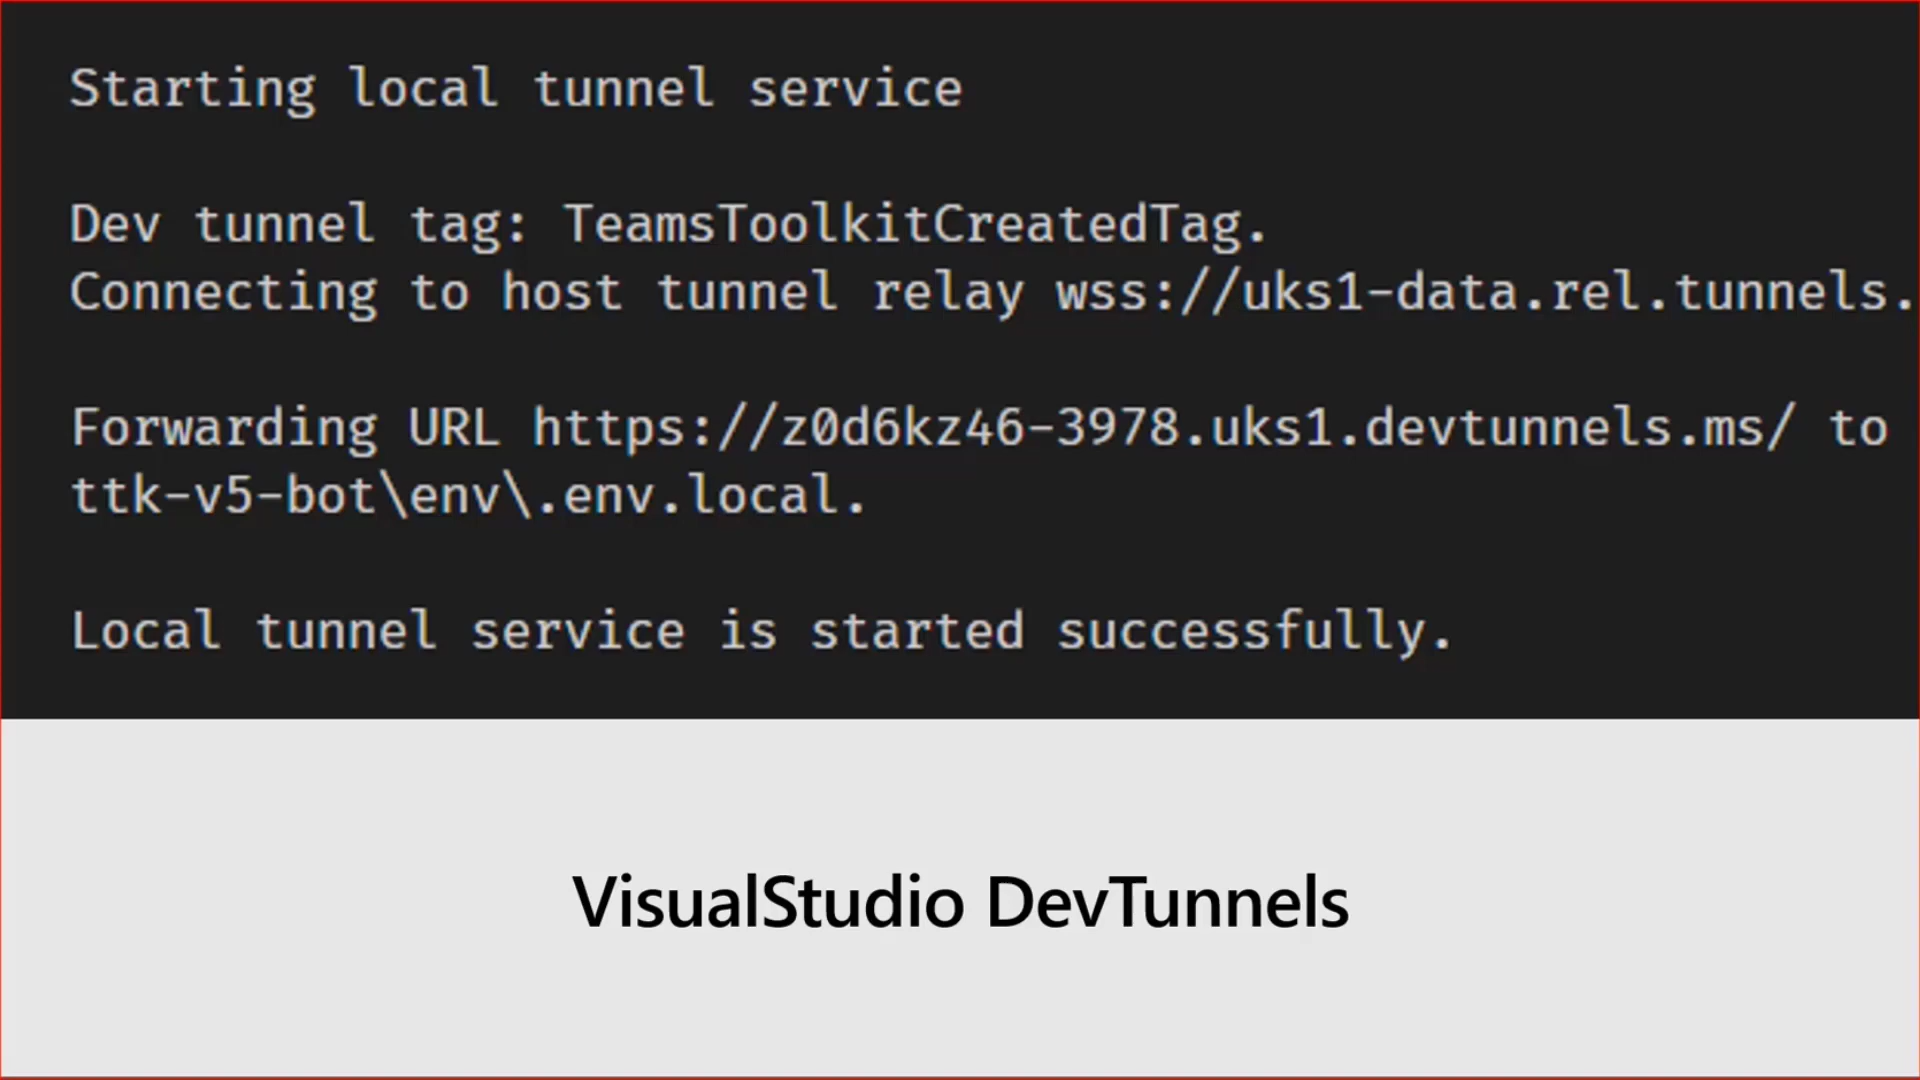 Starting local tunnel service
Dev tunnel tag: TeamsToolkitCreatedTag.
Connecting to host tunnel relay wss://uks1-data.rel.tunnels.
Forwarding URL https://z0d6kz46-3978.uks1.devtunnels.ms/ to
ttk-v5-bot\env\.env.local.
Local tunnel service is started successfully.
VisualStudio DevTunnels